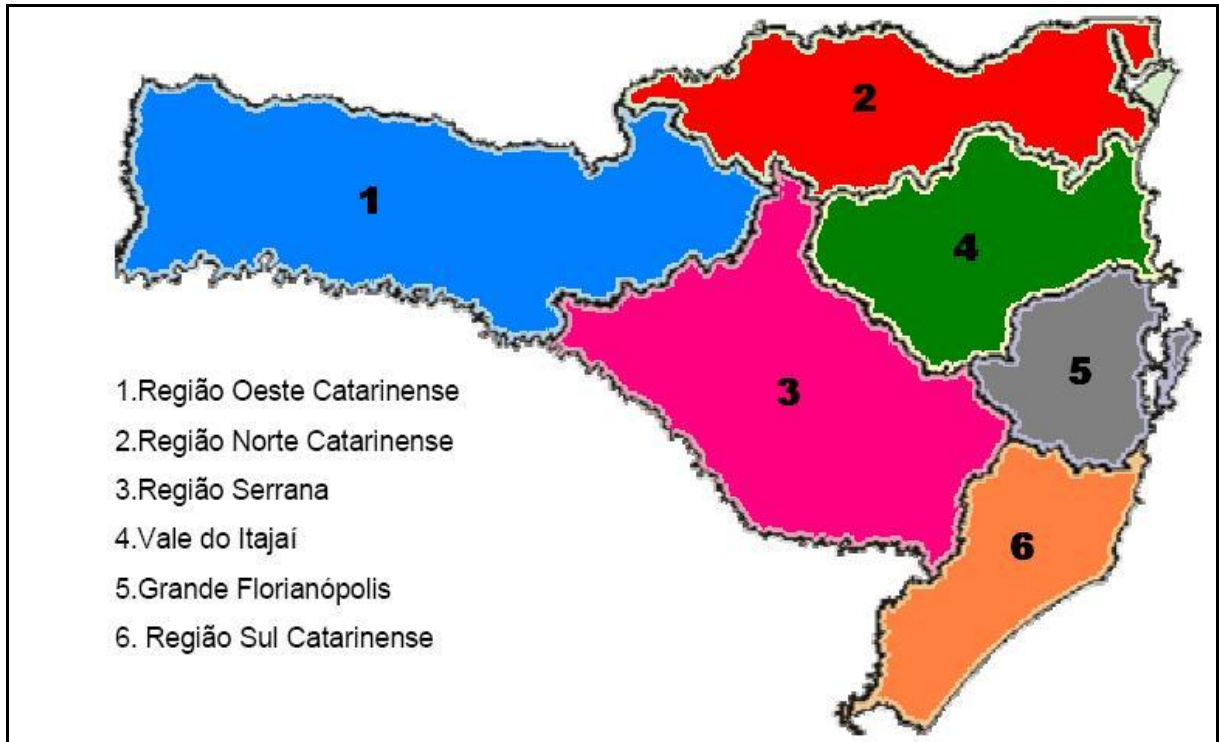 2
1
4
5
3
6
1.Região Oeste Catarinense
2.Região Norte Catarinense
3.Região Serrana
4.Vale do Itajaí
5.Grande Florianópolis
6. Região Sul Catarinense